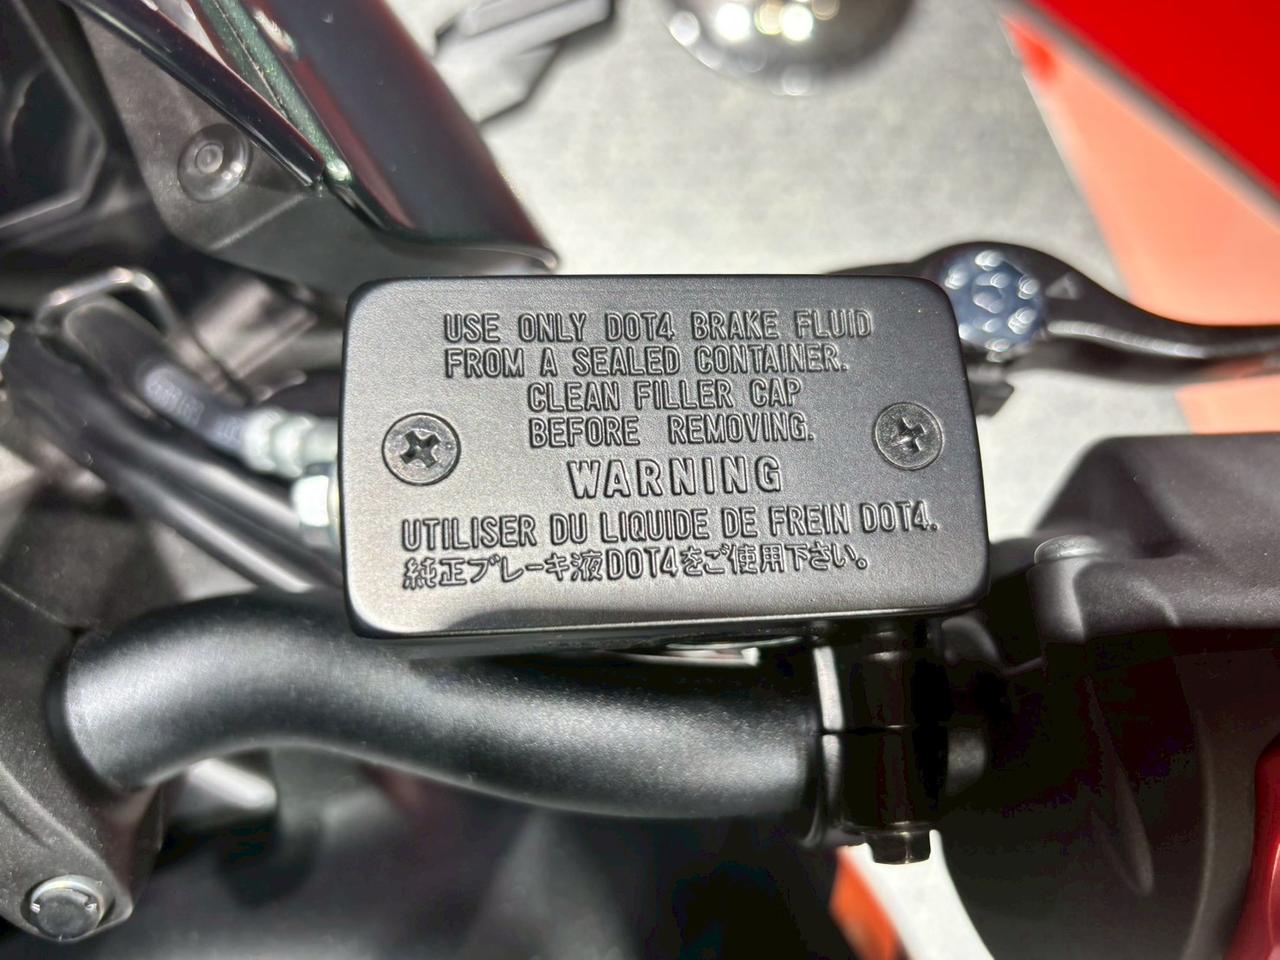 USE ONLY DOT4 BRAKE FLUID
FROM A SEALED CONTAINER.
CLEAN FILLER CAP
BEFORE REMOVING.
WARNING
UTILISER DU LIQUIDE DE FREIN DOT4.
純正ブレーキ液DOT4をご使用下さい。